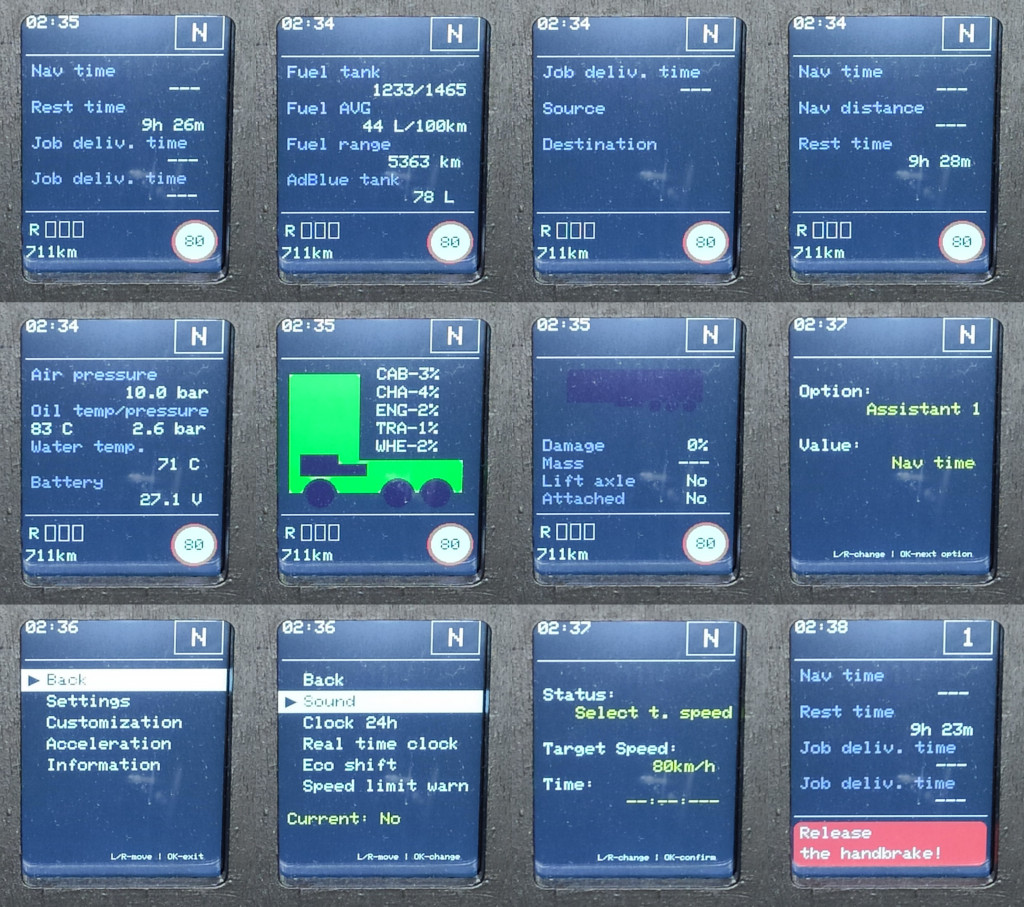 02:35
N
Nav time
---
Rest time
9h 26m
Job deliv. time
---
Job deliv. time
---
R
711km
80
02:34
N
Fuel tank
1233/1465
Fuel AVG
44 L/100km
Fuel range
5363 km
AdBlue tank
78 L
R
711km
80
02:34
N
Job deliv. time
---
Source
Destination
R
711km
80
02:34
N
Nav time
---
Nav distance
---
Rest time
9h 28m
R
711km
80
02:34
N
Air pressure
10.0 bar
Oil temp/pressure
83 C 2.6 bar
Water temp.
71 C
Battery
27.1 V
R
711km
80
02:35
N
CAB-3%
CHA-4%
ENG-2%
TRA-1%
WHE-2%
R
711km
80
02:35
N
Damage 0%
Mass ---
Lift axle No
Attached No
R
711km
80
02:37
N
Option:
Assistant 1
Value:
Nav time
L/R-change | OK-next option
02:36
N
▶ Back
Settings
Customization
Acceleration
Information
L/R-move | OK-exit
02:36
N
Back
▶ Sound
Clock 24h
Real time clock
Eco shift
Speed limit warn
Current: No
L/R-move | OK-change
02:37
N
Status:
Select t. speed
Target Speed:
80km/h
Time:
--:--:---
L/R-change | OK-confirm
02:38
1
Nav time
---
Rest time
9h 23m
Job deliv. time
---
Job deliv. time
---
Release
the handbrake!